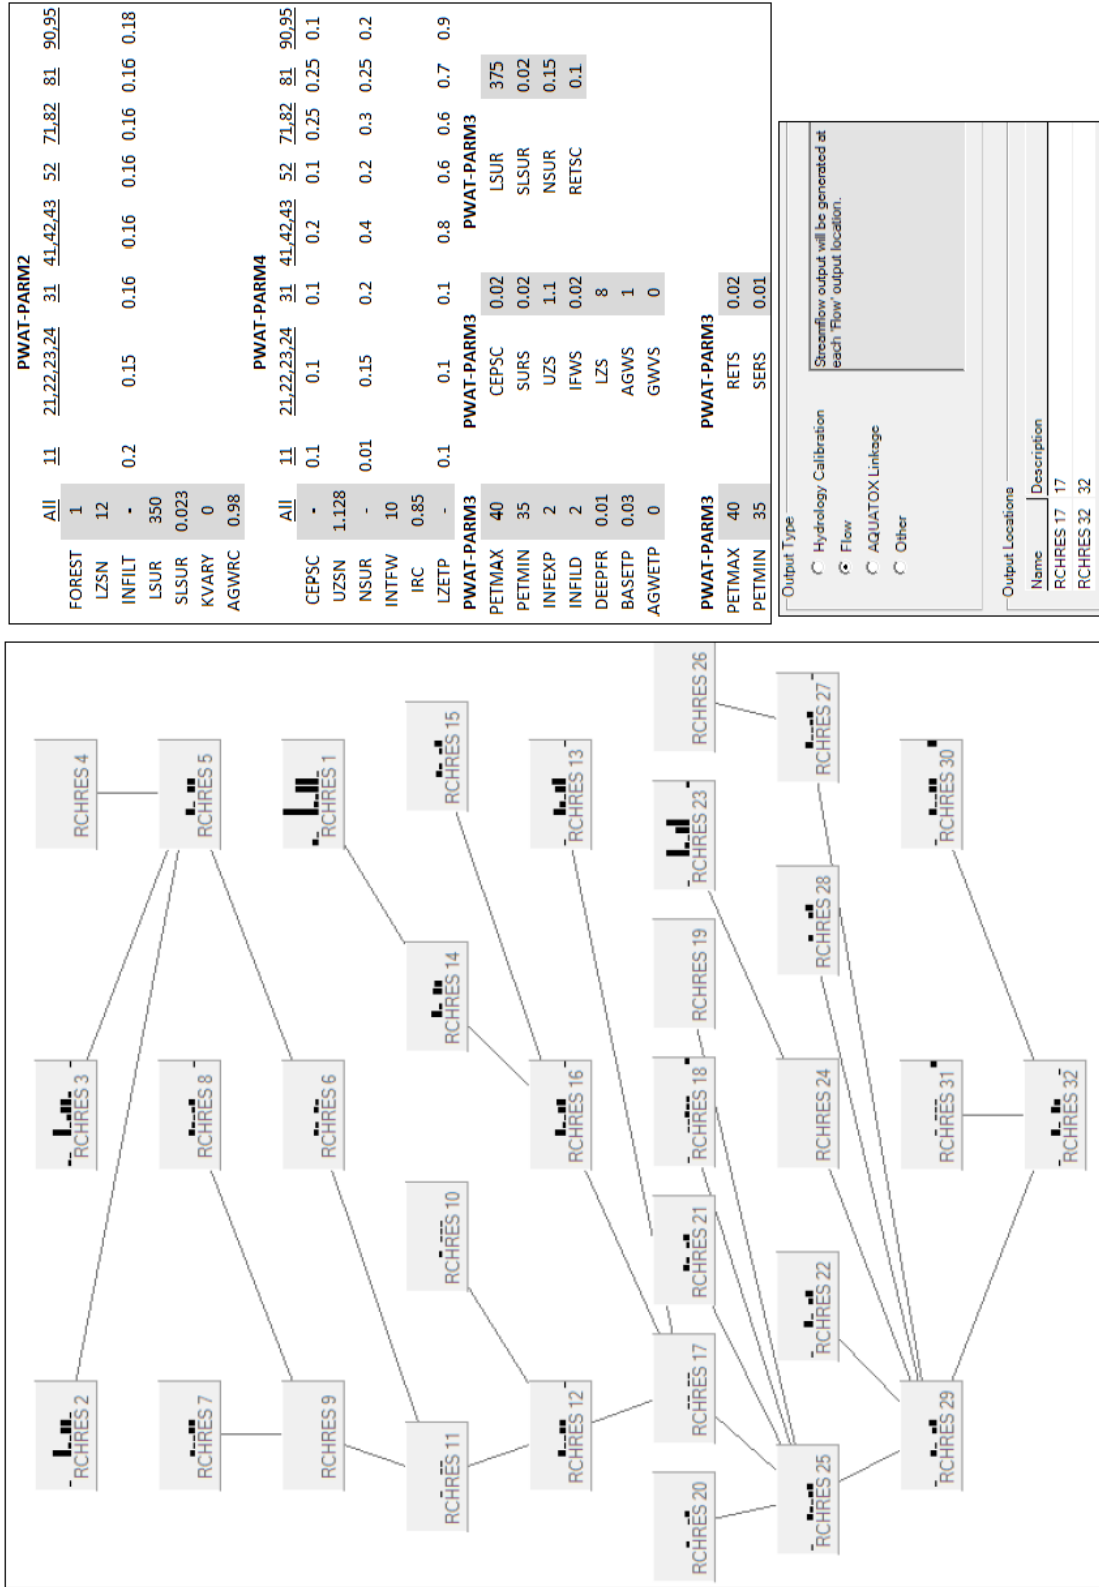 RCHRES 2
RCHRES 3
RCHRES 4
RCHRES 7
RCHRES 8
RCHRES 5
RCHRES 9
RCHRES 6
RCHRES 1
RCHRES 11
RCHRES 10
RCHRES 14
RCHRES 15
RCHRES 12
RCHRES 16
RCHRES 13
RCHRES 20
RCHRES 17
RCHRES 21
RCHRES 18
RCHRES 19
RCHRES 23
RCHRES 26
RCHRES 25
RCHRES 22
RCHRES 24
RCHRES 28
RCHRES 27
RCHRES 29
RCHRES 31
RCHRES 30
RCHRES 32
PWAT-PARM2
All 11 21,22,23,24 31 41,42,43 52 71,82 81 90,95
FOREST 1
LZSN 12
INFILT - 0.2 0.15 0.16 0.16 0.16 0.16 0.16 0.18
LSUR 350
SLSUR 0.023
KVARY 0
AGWRC 0.98
PWAT-PARM4
All 11 21,22,23,24 31 41,42,43 52 71,82 81 90,95
CEPSC - 0.1 0.1 0.1 0.2 0.1 0.25 0.25 0.1
UZSN 1.128
NSUR - 0.01 0.15 0.2 0.4 0.2 0.3 0.25 0.2
INTFW 10
IRC 0.85
LZETP - 0.1 0.1 0.1 0.8 0.6 0.6 0.7 0.9
PWAT-PARM3 PWAT-PARM3 PWAT-PARM3
PETMAX 40 CEPSC 0.02 LSUR 375
PETMIN 35 SURS 0.02 SLSUR 0.02
INFEXP 2 UZS 1.1 NSUR 0.15
INFILD 2 IFWS 0.02 RETSC 0.1
DEEPFR 0.01 LZS 8
BASETP 0.03 AGWS 1
AGWETP 0 GWVS 0
PWAT-PARM3 PWAT-PARM3
PETMAX 40 RETS 0.02
PETMIN 35 SERS 0.01
Output Type
Hydrology Calibration
Flow
AQUATOX Linkage
Other
Streamflow output will be generated at
each 'Flow' output location.
Output Locations
Name Description
RCHRES 17 17
RCHRES 32 32